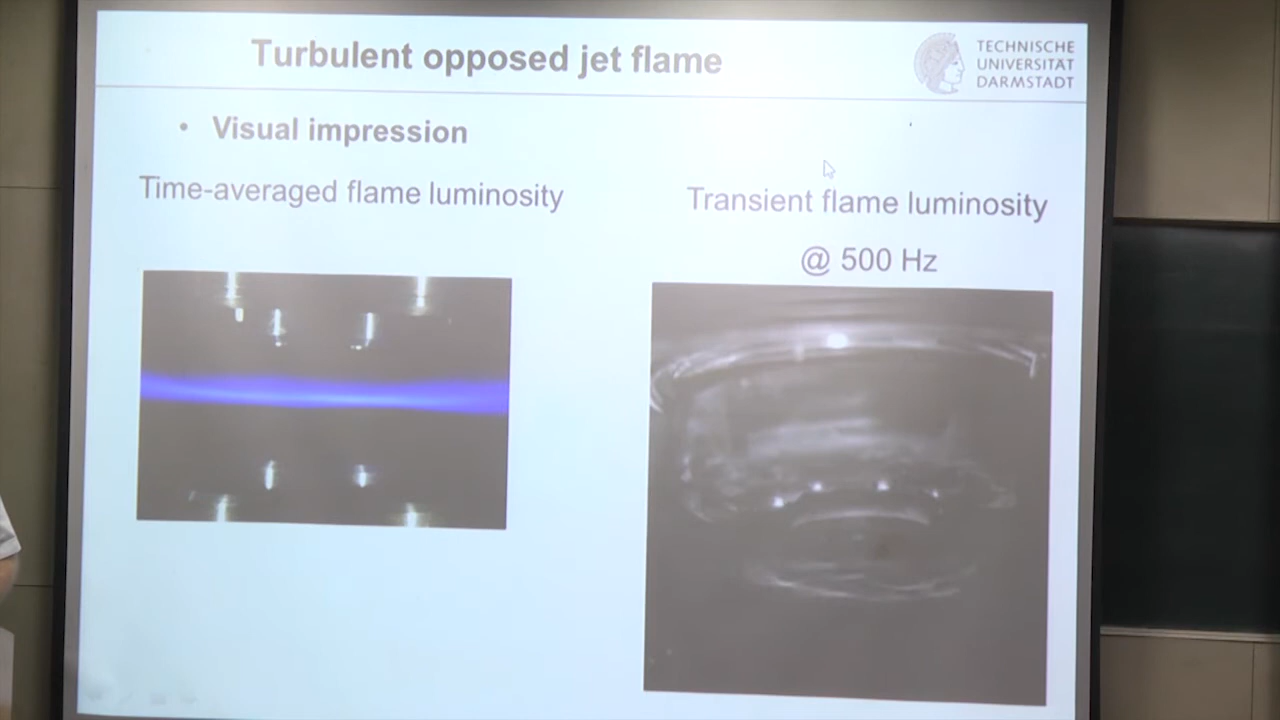 Turbulent opposed jet flame
TECHNISCHE
UNIVERSITÄT
DARMSTADT
• Visual impression
Time-averaged flame luminosity
Transient flame luminosity
@ 500 Hz